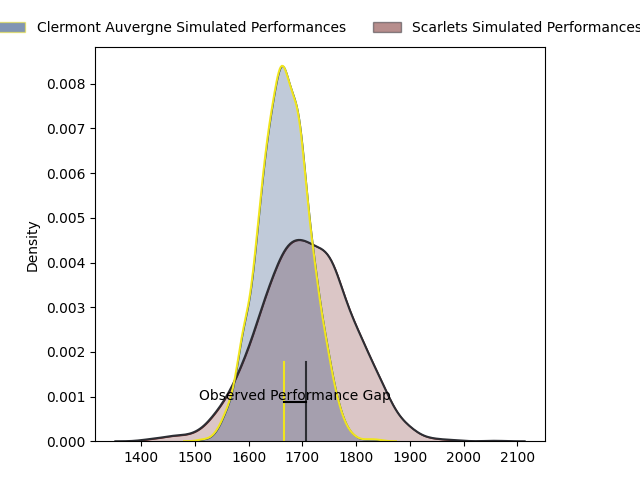 Clermont Auvergne Simulated Performances
Scarlets Simulated Performances
0.008
0.007
0.006
0.005
0.004
0.003
0.002
0.001
0.000
Density
Observed Performance Gap
1400 1500 1600 1700 1800 1900 2000 2100